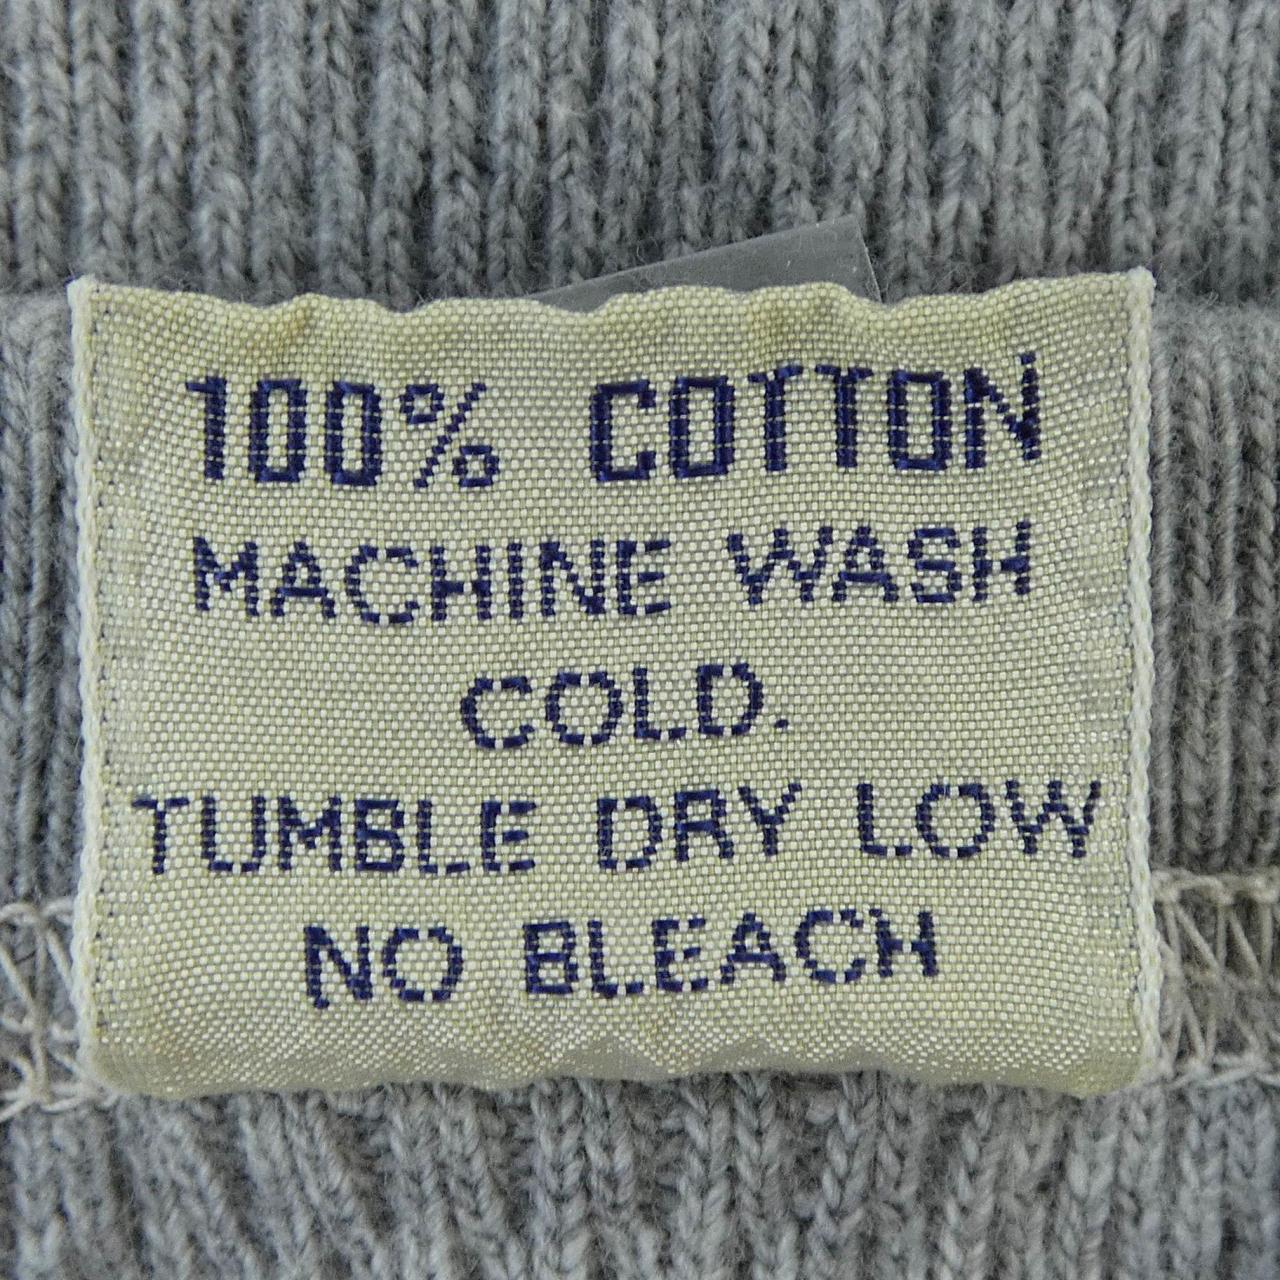 100% COTTON
MACHINE WASH
COLD.
TUMBLE DRY LOW
NO BLEACH